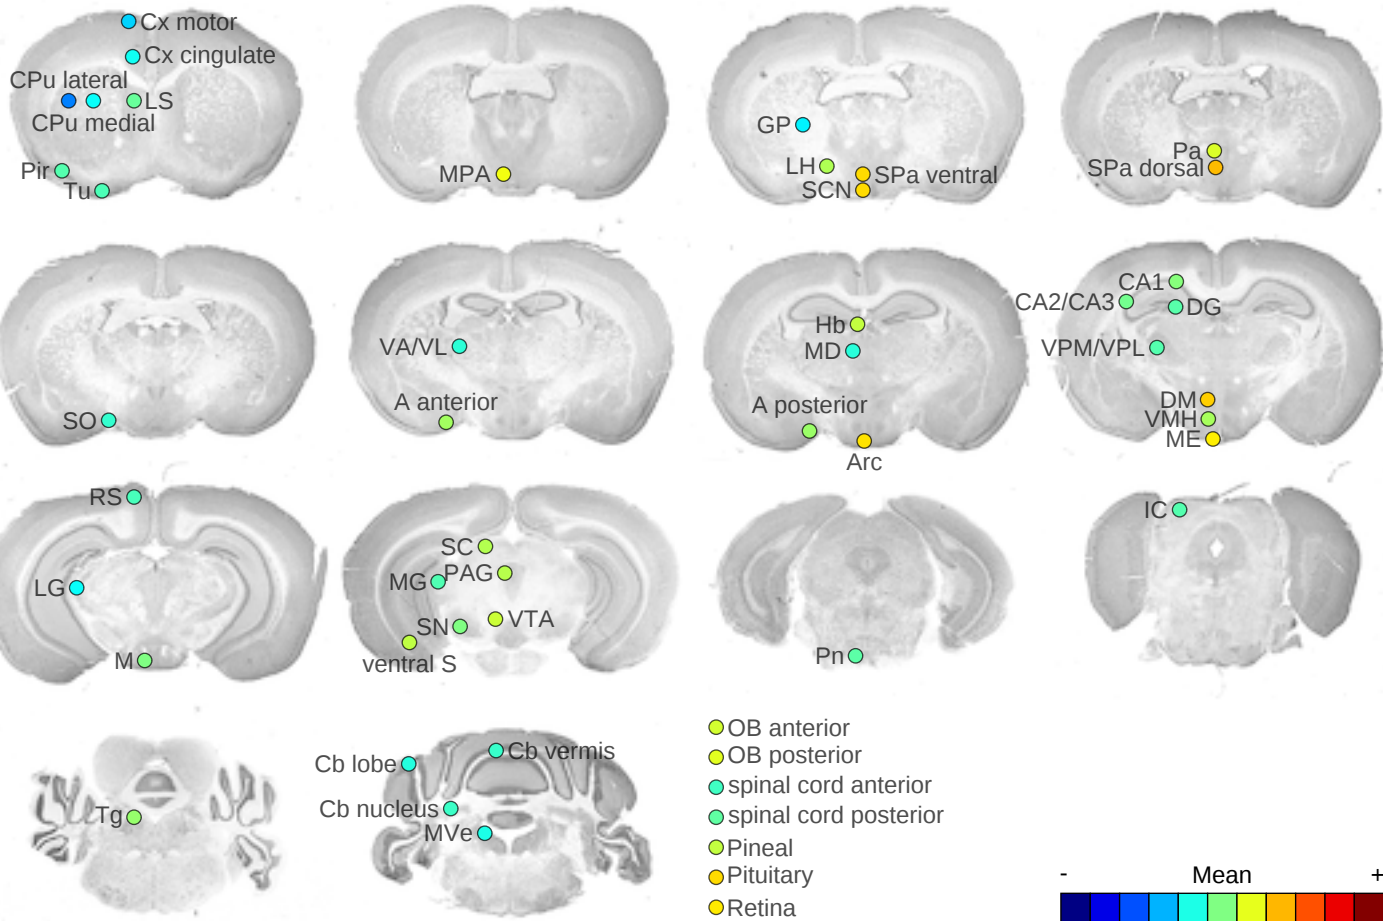 Cx motor
Cx cingulate
CPu lateral
LS
CPu medial
Pir
Tu
MPA
GP
LH
SPa ventral
SCN
Pa
SPa dorsal
SO
VA/VL
A anterior
Hb
MD
A posterior
Arc
CA1
CA2/CA3
DG
VPM/VPL
DM
VMH
ME
RS
LG
M
SC
PAG
MG
SN
VTA
ventral S
Pn
IC
Tg
Cb lobe
Cb vermis
Cb nucleus
MVe
OB anterior
OB posterior
spinal cord anterior
spinal cord posterior
Pineal
Pituitary
Retina
- Mean +